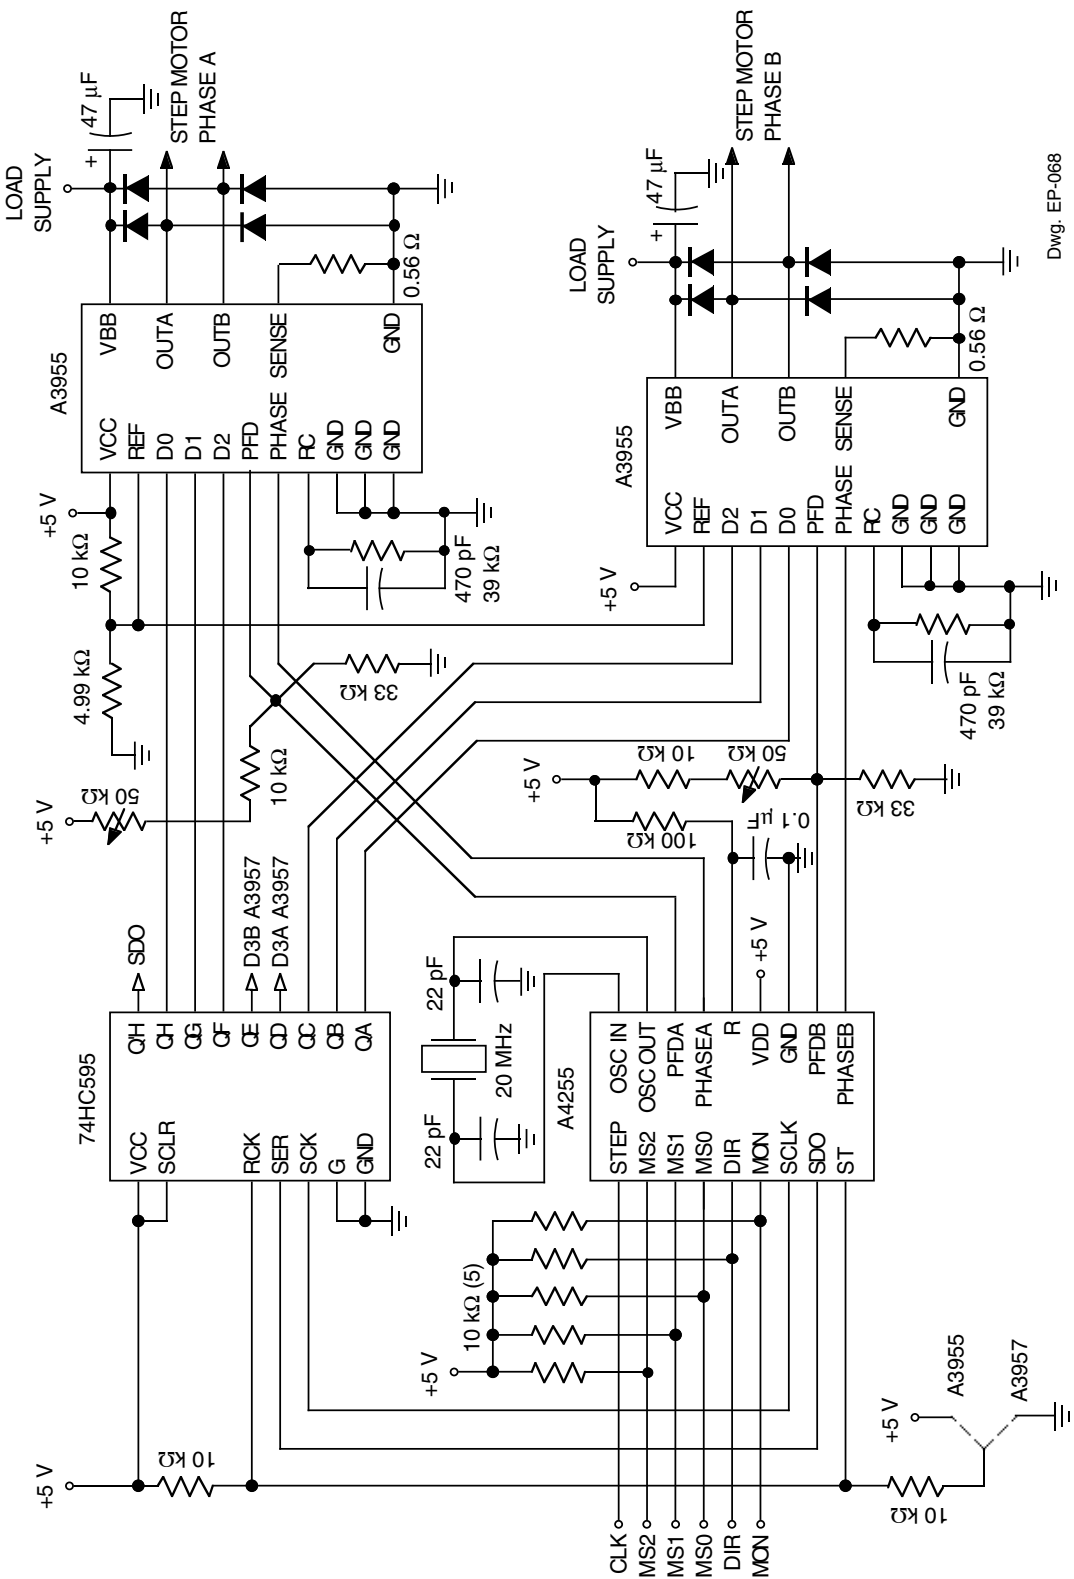 LOAD
SUPPLY
47 µF
+
STEP MOTOR
PHASE A
A3955
VBB
OUTA
OUTB
SENSE
GND
0.56 Ω
VCC
REF
D0
D1
D2
PFD
PHASE
RC
GND
GND
GND
+5 V
10 kΩ
4.99 kΩ
470 pF
39 kΩ
33 kΩ
10 kΩ
+5 V
50 kΩ
LOAD
SUPPLY
47 µF
+
STEP MOTOR
PHASE B
A3955
VBB
OUTA
OUTB
SENSE
GND
0.56 Ω
VCC
REF
D2
D1
D0
PFD
PHASE
RC
GND
GND
GND
+5 V
470 pF
39 kΩ
+5 V
10 kΩ
50 kΩ
100 kΩ
0.1 µF
33 kΩ
74HC595
SDO
D3B A3957
D3A A3957
Q'H
QH
QG
QF
QE
QD
QC
QB
QA
VCC
SCLR
RCK
SER
SCK
G
GND
22 pF
20 MHz
22 pF
A4255
OSC IN
OSC OUT
PFDA
PHASEA
R
VDD
GND
PFDB
PHASEB
+5 V
STEP
MS2
MS1
MS0
DIR
MON
SCLK
SDO
ST
10 kΩ (5)
+5 V
+5 V
10 kΩ
CLK
MS2
MS1
MS0
DIR
MON
10 kΩ
+5 V
A3955
A3957
Dwg. EP-068